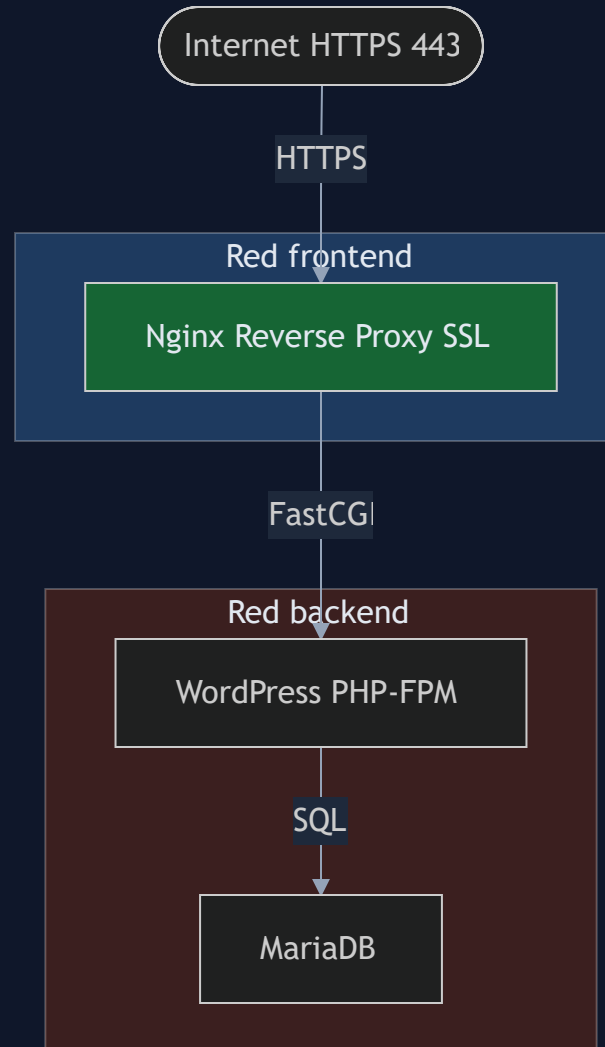 Internet HTTPS 443
HTTPS
Red frontend
Nginx Reverse Proxy SSL
FastCGI
Red backend
WordPress PHP-FPM
SQL
MariaDB